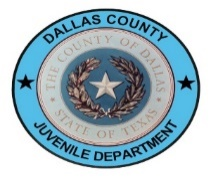 DALLAS COUNTY
THE COUNTY OF DALLAS
STATE OF TEXAS
JUVENILE DEPARTMENT